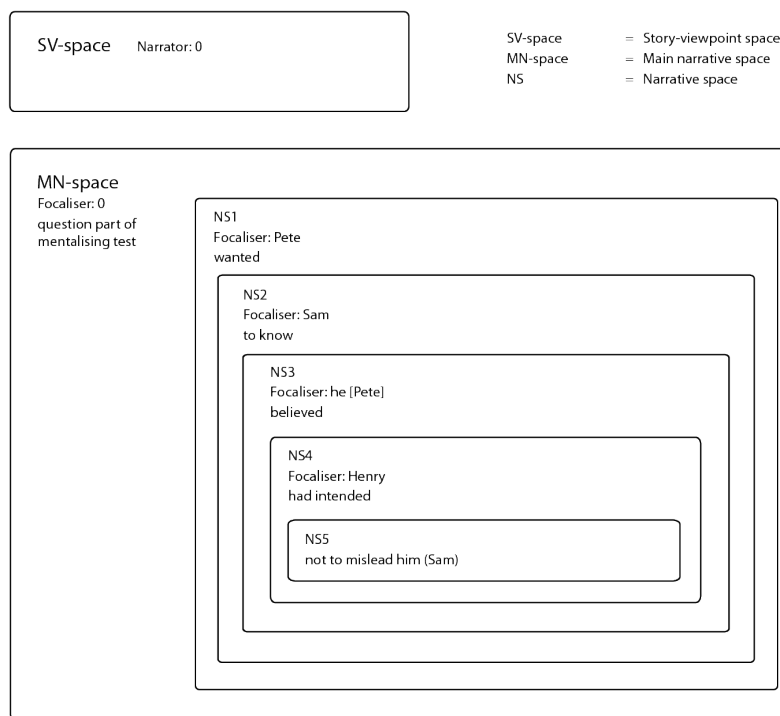 SV-space Narrator: 0
SV-space = Story-viewpoint space
MN-space = Main narrative space
NS = Narrative space
MN-space
Focaliser: 0
question part of
mentalising test
NS1
Focaliser: Pete
wanted
NS2
Focaliser: Sam
to know
NS3
Focaliser: he [Pete]
believed
NS4
Focaliser: Henry
had intended
NS5
not to mislead him (Sam)